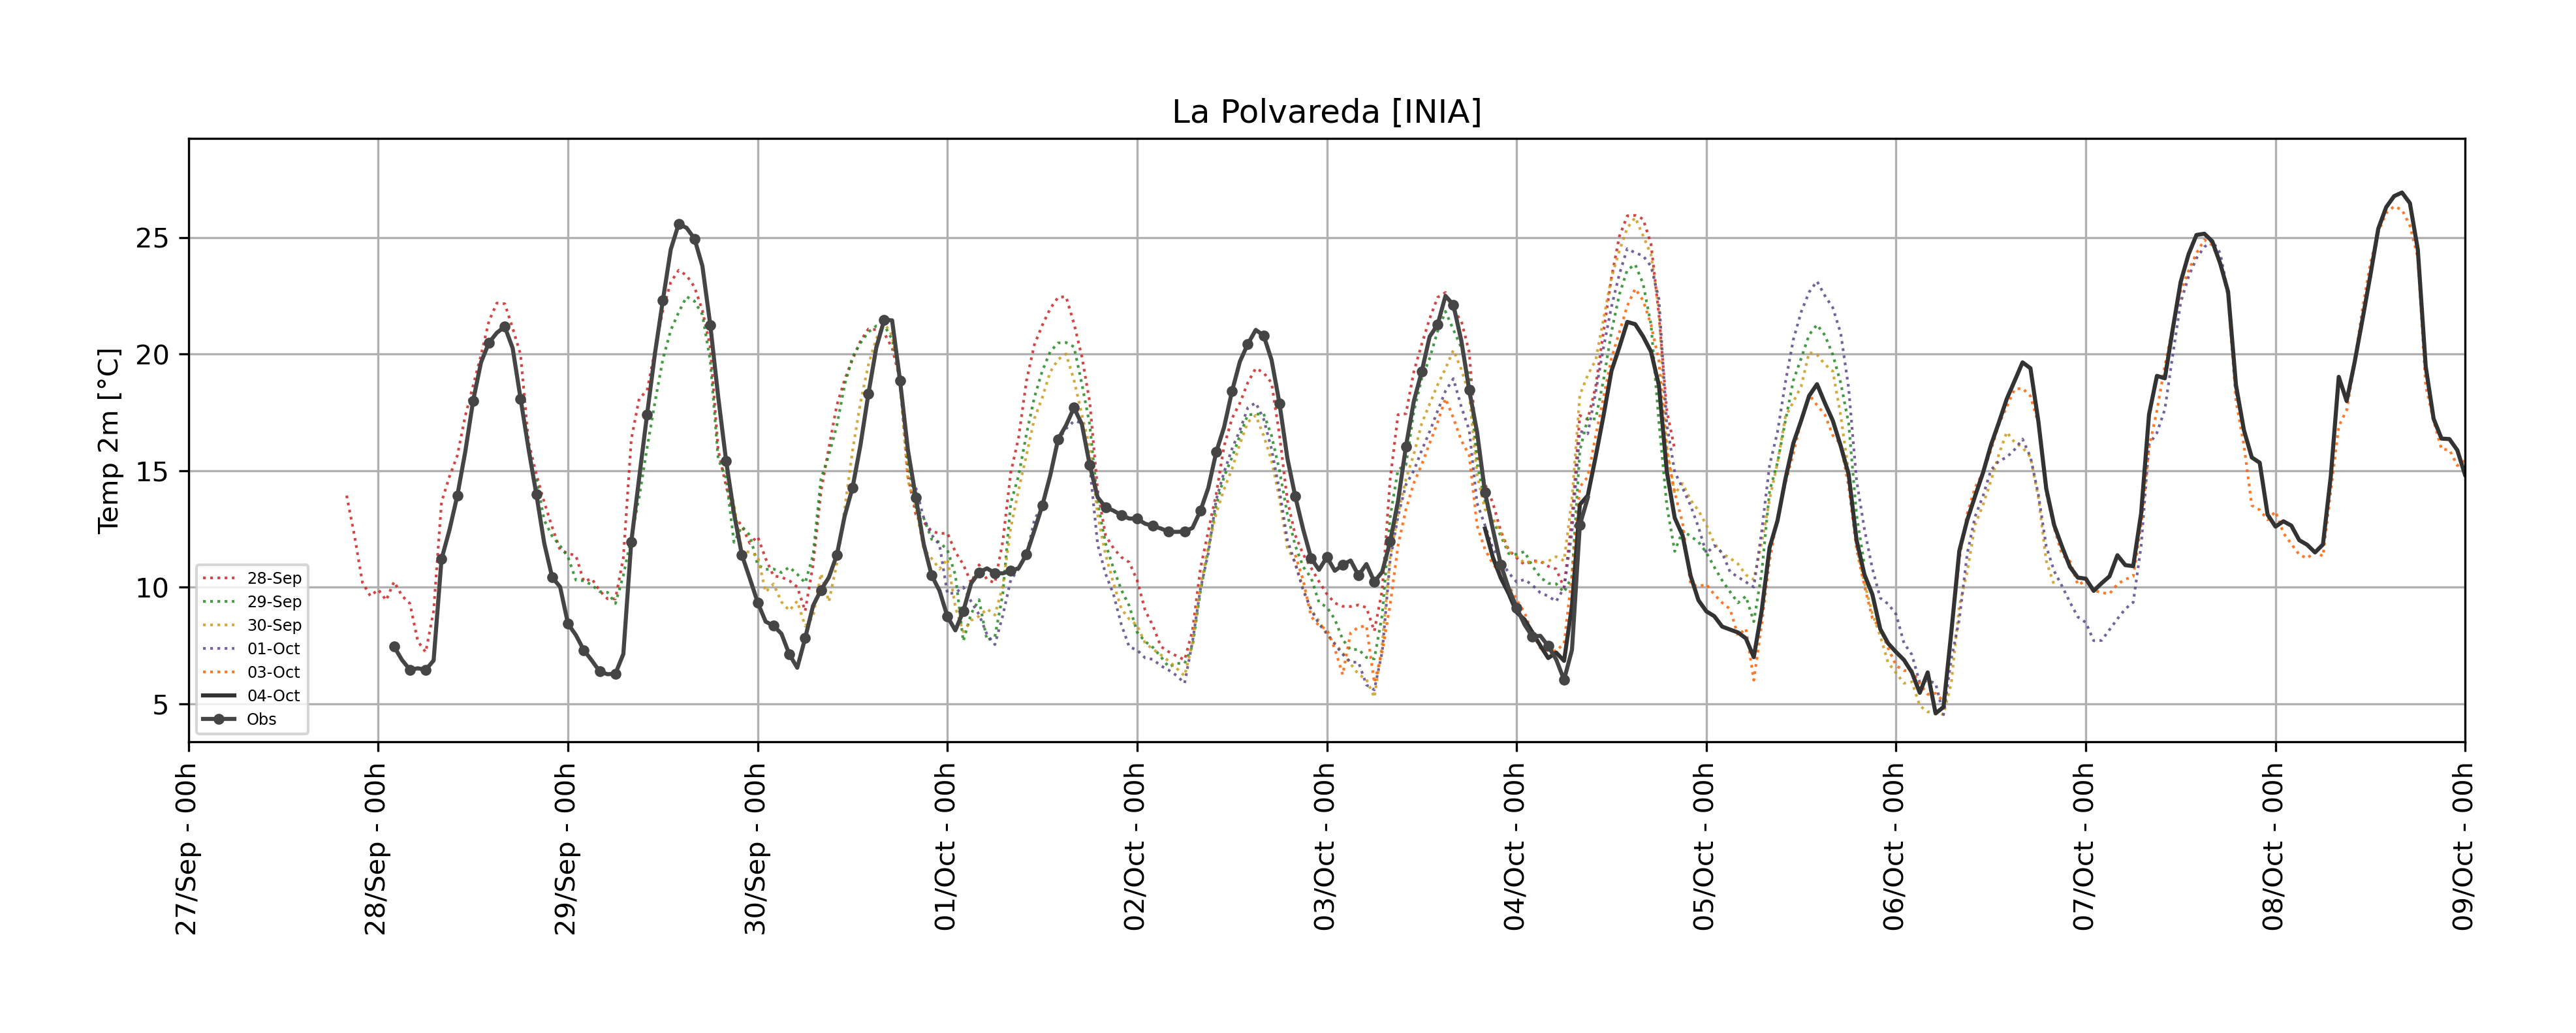 La Polvareda [INIA]
Temp 2m [°C]
25
20
15
10
5
28-Sep
29-Sep
30-Sep
01-Oct
03-Oct
04-Oct
Obs
27/Sep - 00h
28/Sep - 00h
29/Sep - 00h
30/Sep - 00h
01/Oct - 00h
02/Oct - 00h
03/Oct - 00h
04/Oct - 00h
05/Oct - 00h
06/Oct - 00h
07/Oct - 00h
08/Oct - 00h
09/Oct - 00h